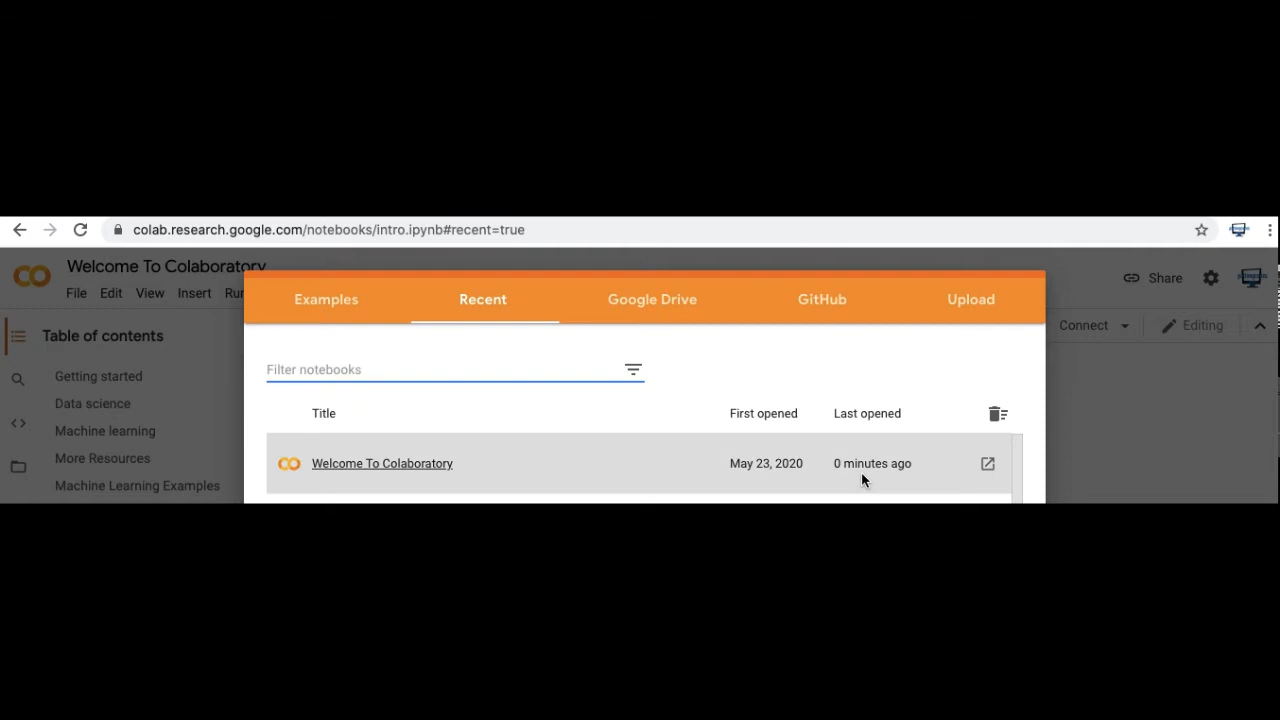 colab.research.google.com/notebooks/intro.ipynb#recent=true
Welcome To Colaboratory
File Edit View Insert
Share
Examples Recent Google Drive GitHub Upload
Connect Editing
Table of contents
Getting started
Data science
Machine learning
More Resources
Machine Learning Examples
Filter notebooks
Title First opened Last opened
Welcome To Colaboratory May 23, 2020 0 minutes ago